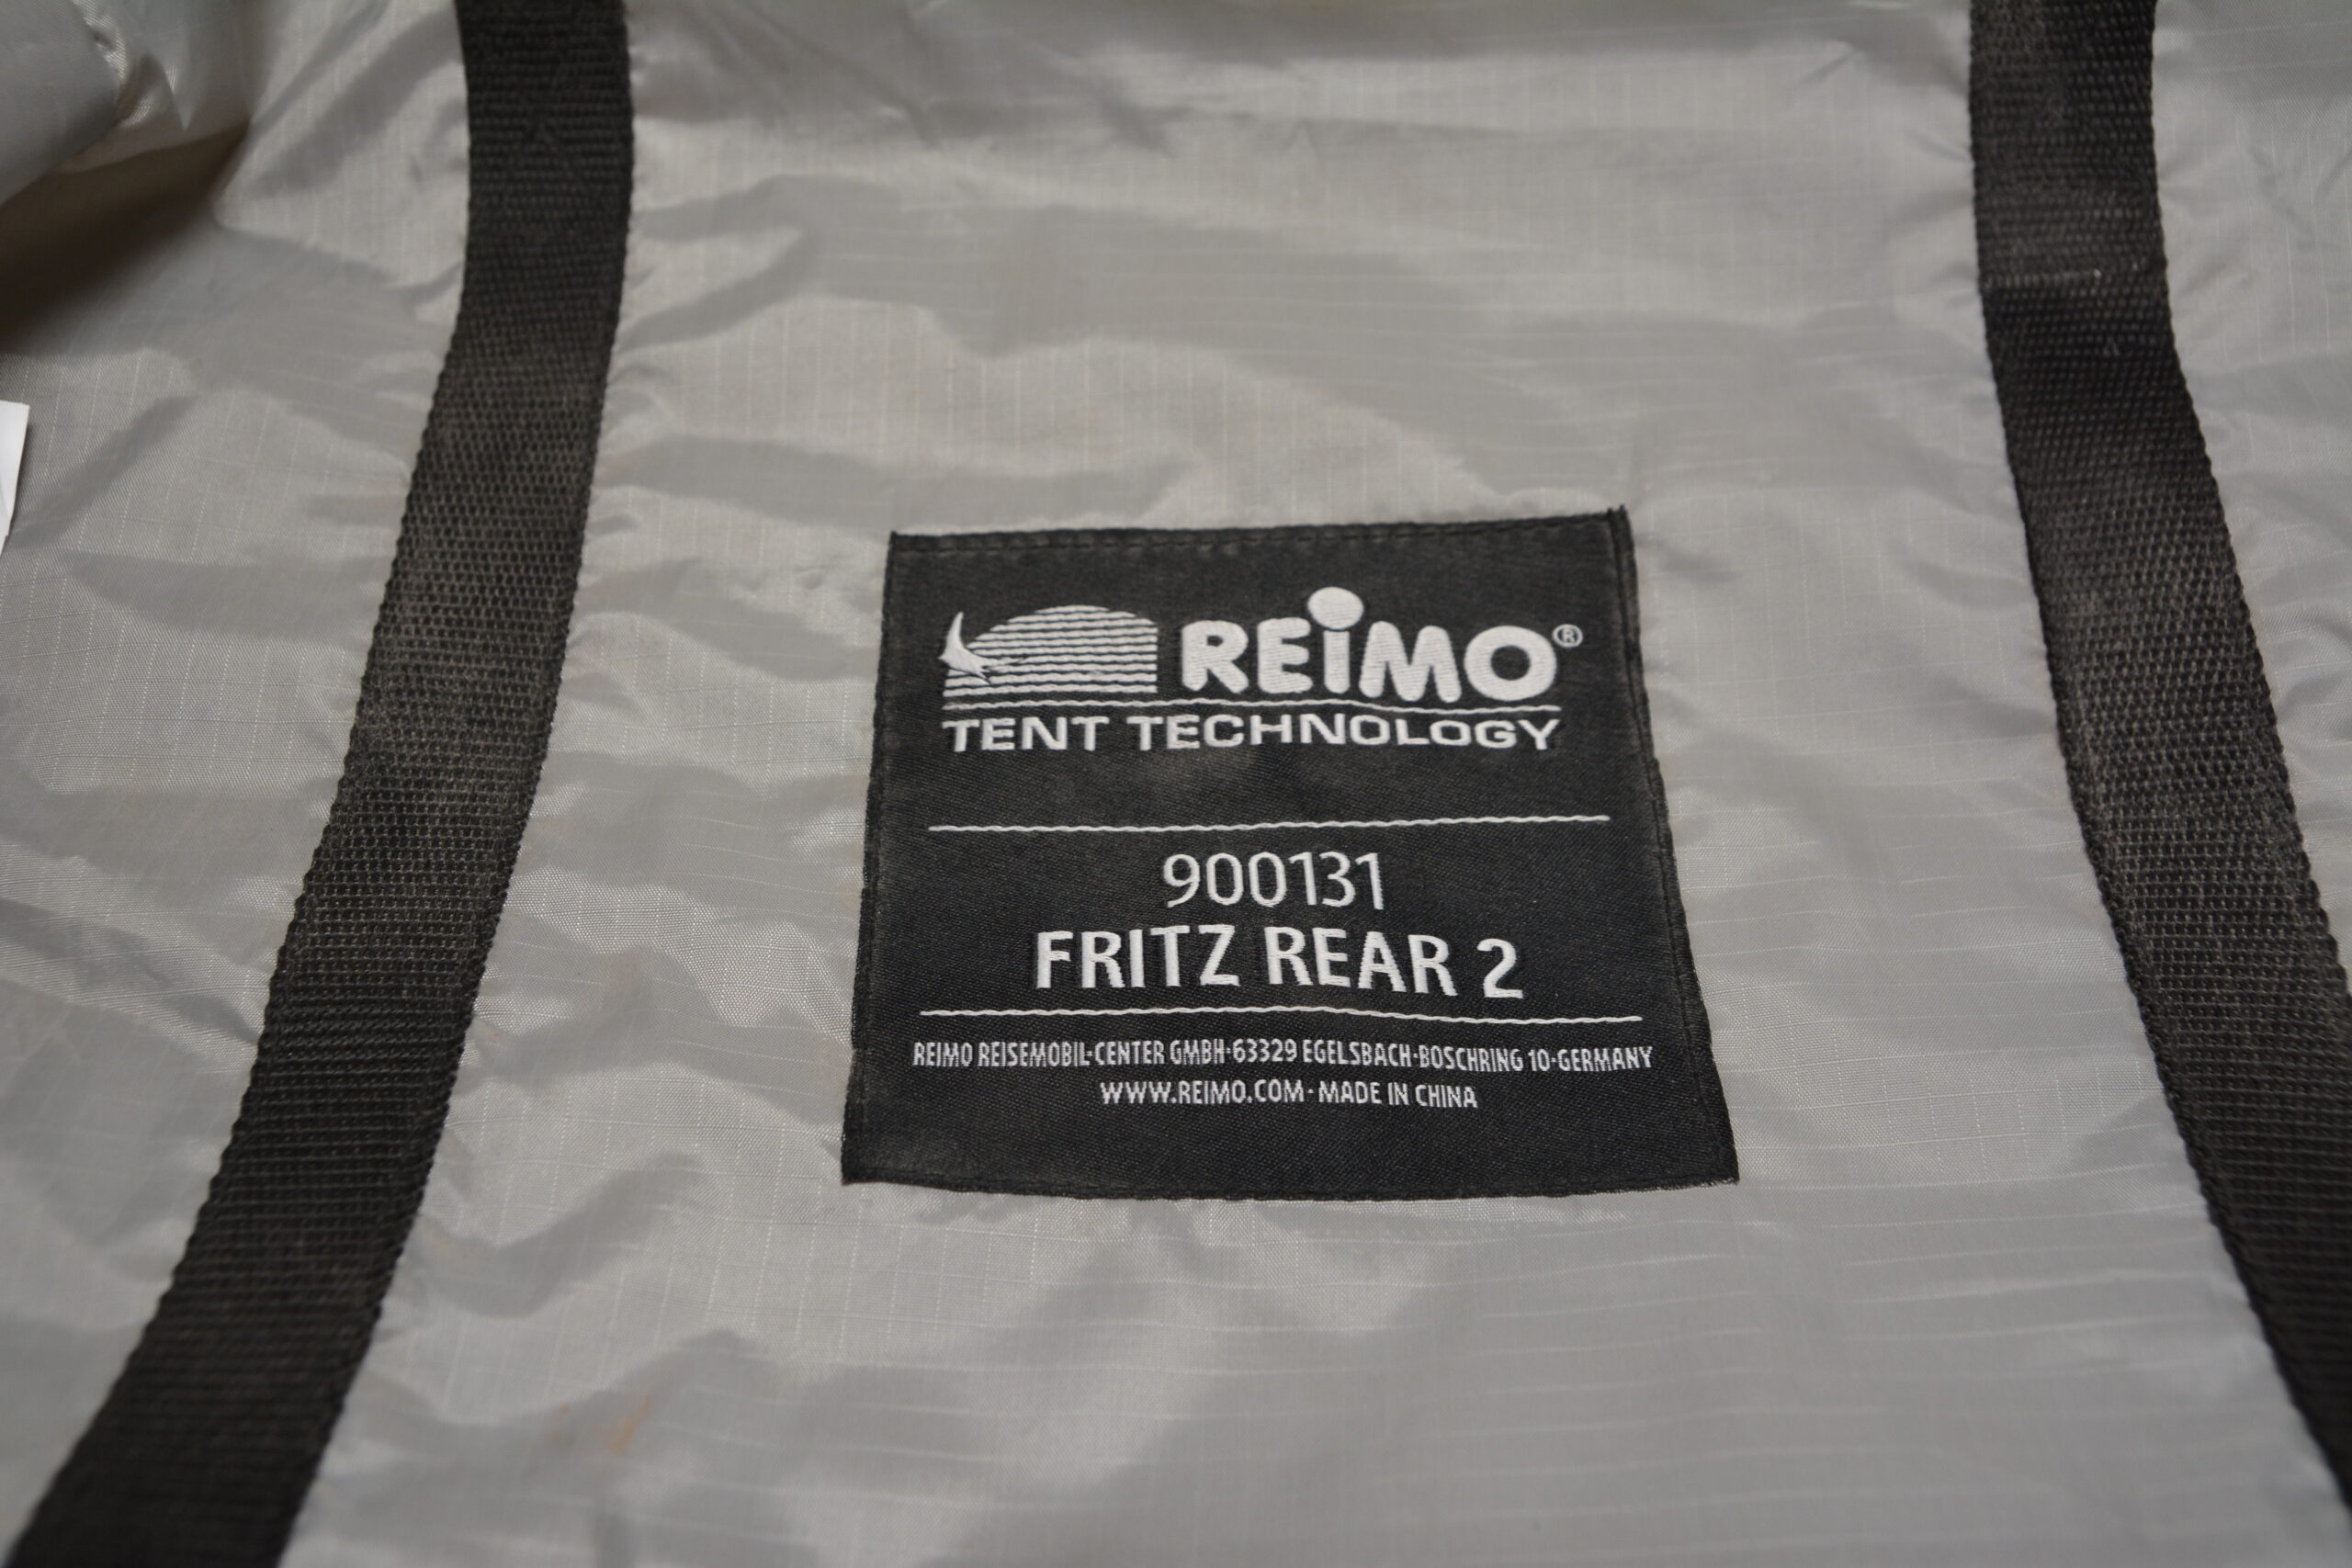 REiMO®
TENT TECHNOLOGY
900131
FRITZ REAR 2
REIMO REISEMOBIL-CENTER GMBH·63329 EGELSBACH·BOSCHRING 10·GERMANY
WWW.REIMO.COM · MADE IN CHINA